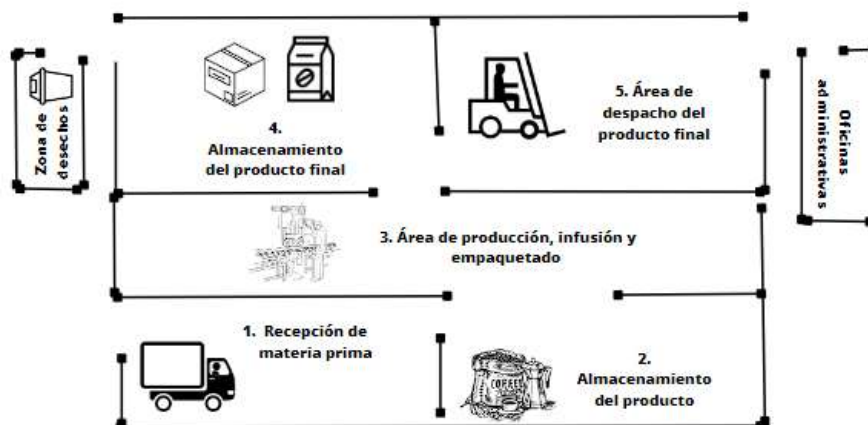 Zona de
desechos
4.
Almacenamiento
del producto final
5. Área de
despacho del
producto final
Oficinas
administrativas
3. Área de producción, infusión y
empaquetado
1. Recepción de
materia prima
COFFEE
2.
Almacenamiento
del producto